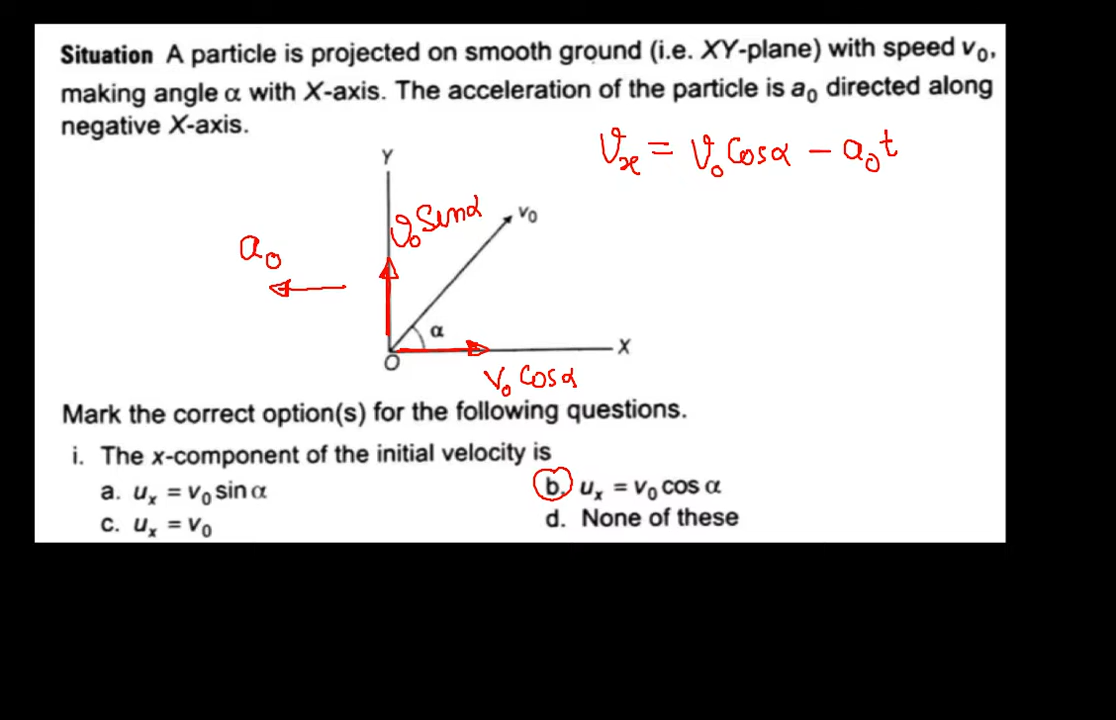 Situation A particle is projected on smooth ground (i.e. XY-plane) with speed v₀,
making angle α with X-axis. The acceleration of the particle is a₀ directed along
negative X-axis.
Vₓ = V₀ Cosα – a₀t
Y
V₀ Sinα
v₀
a₀
α
X
O
V₀ Cosα
Mark the correct option(s) for the following questions.
i. The x-component of the initial velocity is
a. uₓ = v₀ sin α
b. uₓ = v₀ cos α
c. uₓ = v₀
d. None of these